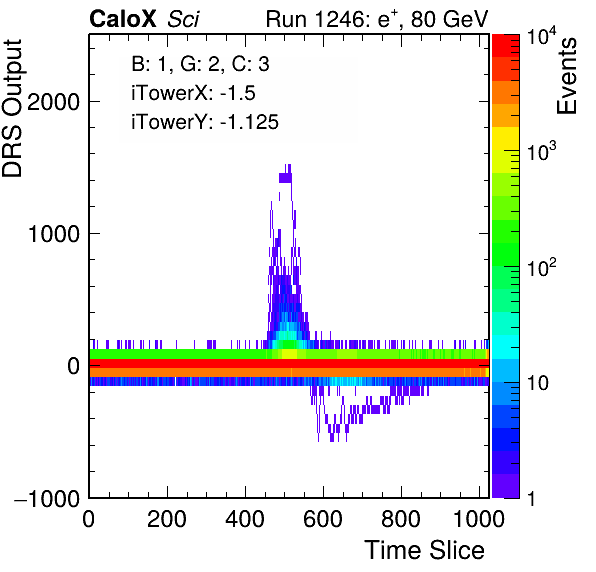 CaloX Sci
Run 1246: e⁺, 80 GeV
B: 1, G: 2, C: 3
iTowerX: -1.5
iTowerY: -1.125
DRS Output
2000
1000
0
−1000
0 200 400 600 800 1000
Time Slice
Events
10⁴
10³
10²
10
1